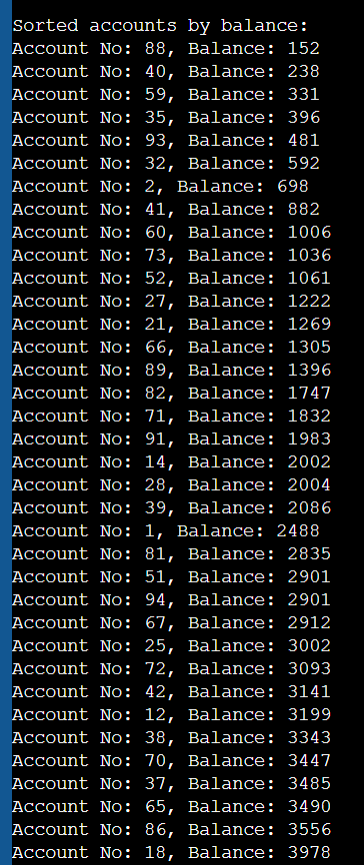 Sorted accounts by balance:
Account No: 88, Balance: 152
Account No: 40, Balance: 238
Account No: 59, Balance: 331
Account No: 35, Balance: 396
Account No: 93, Balance: 481
Account No: 32, Balance: 592
Account No: 2, Balance: 698
Account No: 41, Balance: 882
Account No: 60, Balance: 1006
Account No: 73, Balance: 1036
Account No: 52, Balance: 1061
Account No: 27, Balance: 1222
Account No: 21, Balance: 1269
Account No: 66, Balance: 1305
Account No: 89, Balance: 1396
Account No: 82, Balance: 1747
Account No: 71, Balance: 1832
Account No: 91, Balance: 1983
Account No: 14, Balance: 2002
Account No: 28, Balance: 2004
Account No: 39, Balance: 2086
Account No: 1, Balance: 2488
Account No: 81, Balance: 2835
Account No: 51, Balance: 2901
Account No: 94, Balance: 2901
Account No: 67, Balance: 2912
Account No: 25, Balance: 3002
Account No: 72, Balance: 3093
Account No: 42, Balance: 3141
Account No: 12, Balance: 3199
Account No: 38, Balance: 3343
Account No: 70, Balance: 3447
Account No: 37, Balance: 3485
Account No: 65, Balance: 3490
Account No: 86, Balance: 3556
Account No: 18, Balance: 3978